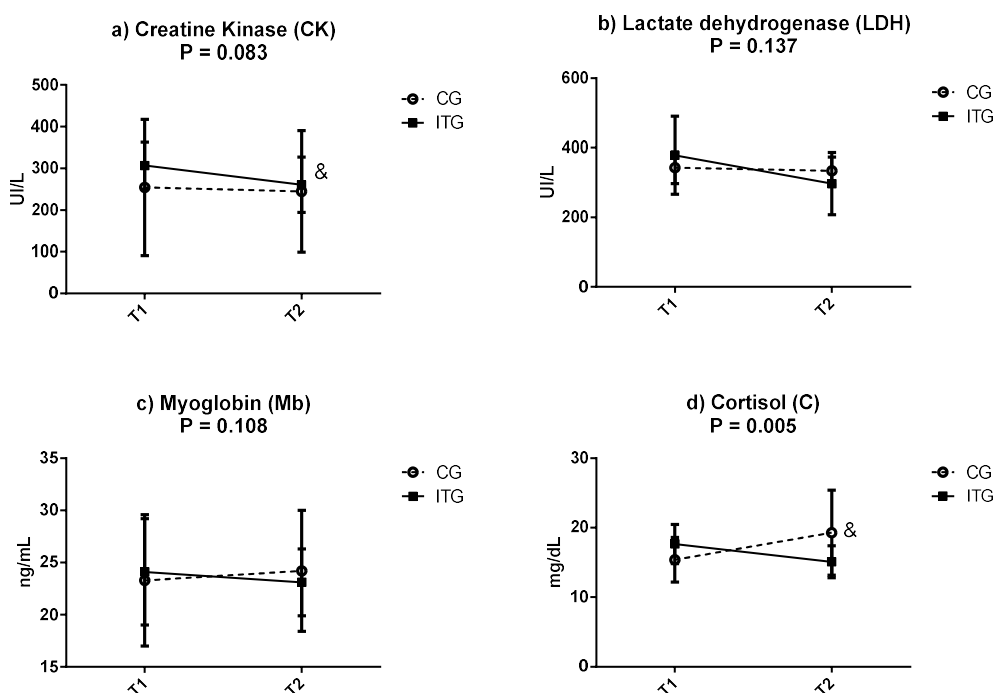 a) Creatine Kinase (CK)
P = 0.083
500
400
300
200
100
0
UI/L
&
T1
T2
CG
ITG
b) Lactate dehydrogenase (LDH)
P = 0.137
600
400
200
0
UI/L
T1
T2
CG
ITG
c) Myoglobin (Mb)
P = 0.108
35
30
25
20
15
ng/mL
T1
T2
CG
ITG
d) Cortisol (C)
P = 0.005
30
20
10
0
mg/dL
&
T1
T2
CG
ITG